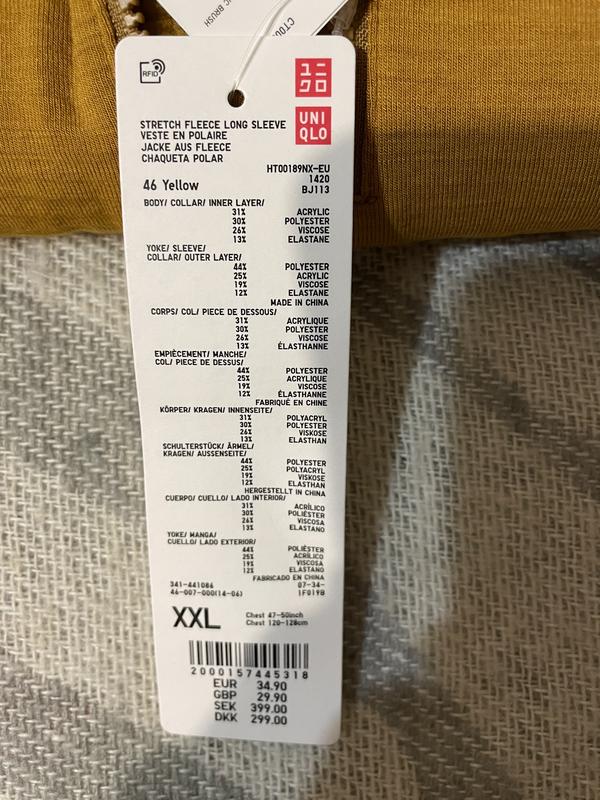 C BRUSH
RFID
ユニ
クロ
UNI
QLO
STRETCH FLEECE LONG SLEEVE
VESTE EN POLAIRE
JACKE AUS FLEECE
CHAQUETA POLAR
HT00189NX-EU
1420
46 Yellow BJ113
BODY/ COLLAR/ INNER LAYER/
31% ACRYLIC
30% POLYESTER
26% VISCOSE
13% ELASTANE
YOKE/ SLEEVE/
COLLAR/ OUTER LAYER/
44% POLYESTER
25% ACRYLIC
19% VISCOSE
12% ELASTANE
MADE IN CHINA
CORPS/ COL/ PIECE DE DESSOUS/
31% ACRYLIQUE
30% POLYESTER
26% VISCOSE
13% ÉLASTHANNE
EMPIÈCEMENT/ MANCHE/
COL/ PIECE DE DESSUS/
44% POLYESTER
25% ACRYLIQUE
19% VISCOSE
12% ÉLASTHANNE
FABRIQUÉ EN CHINE
KÖRPER/ KRAGEN/ INNENSEITE/
31% POLYACRYL
30% POLYESTER
26% VISKOSE
13% ELASTHAN
SCHULTERSTÜCK/ ÄRMEL/
KRAGEN/ AUSSENSEITE/
44% POLYESTER
25% POLYACRYL
19% VISKOSE
12% ELASTHAN
HERGESTELLT IN CHINA
CUERPO/ CUELLO/ LADO INTERIOR/
31% ACRÍLICO
30% POLIÉSTER
26% VISCOSA
13% ELASTANO
YOKE/ MANGA/
CUELLO/ LADO EXTERIOR/
44% POLIÉSTER
25% ACRÍLICO
19% VISCOSA
12% ELASTANO
FABRICADO EN CHINA
341-441086 07-34-
46-007-000(14-06) 1F019B
XXL Chest 47-50inch
Chest 120-128cm
2000157445318
EUR 34.90
GBP 29.90
SEK 399.00
DKK 299.00